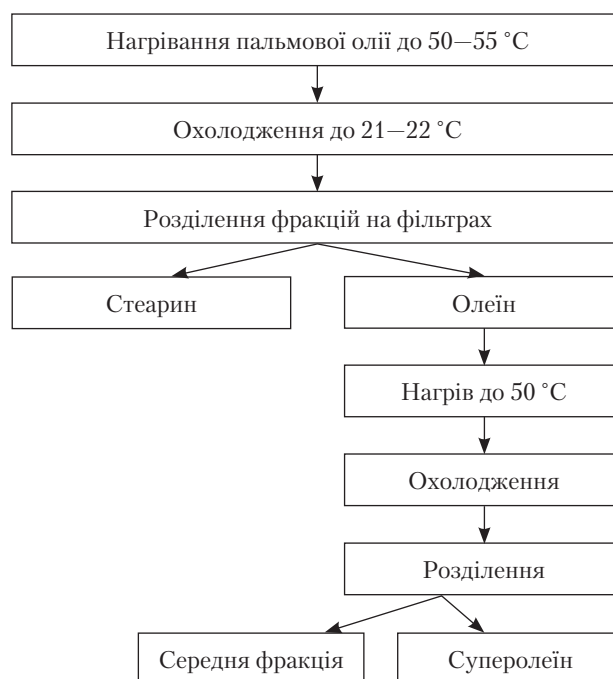 Нагрівання пальмової олії до 50—55 °С
Охолодження до 21—22 °С
Розділення фракцій на фільтрах
Стеарин
Олеїн
Нагрів до 50 °С
Охолодження
Розділення
Середня фракція
Суперолеїн